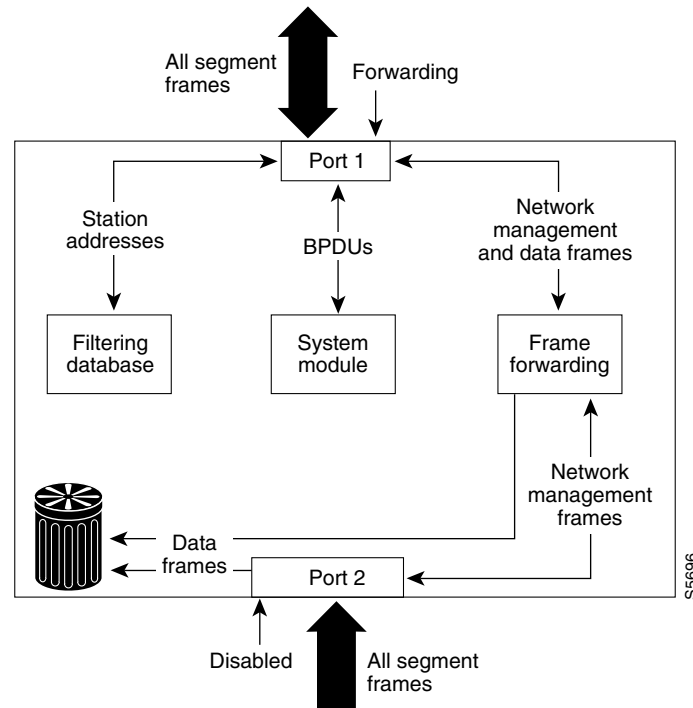 All segment
frames
Forwarding
Port 1
Station
addresses
BPDUs
Network
management
and data frames
Filtering
database
System
module
Frame
forwarding
Network
management
frames
Data
frames
Port 2
Disabled
All segment
frames
S5696